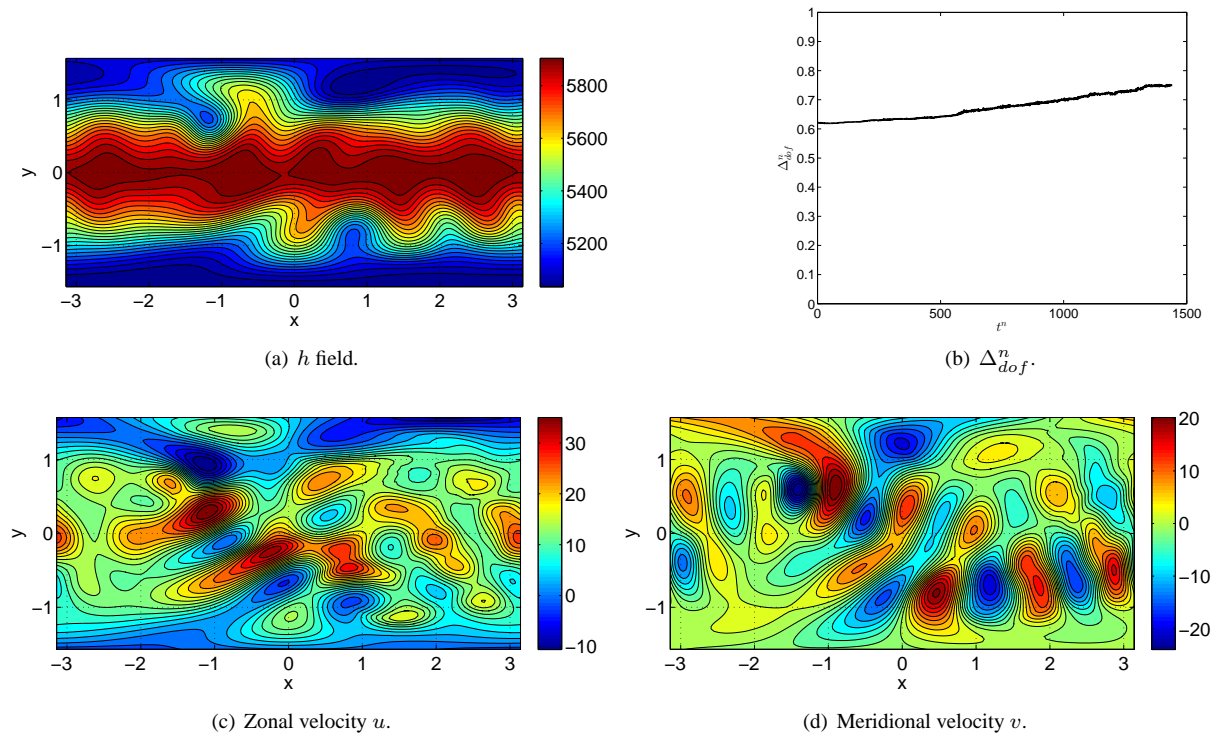 1
0
-1
y
-3 -2 -1 0 1 2 3
x
5800
5600
5400
5200
(a) h field.
1
0.9
0.8
0.7
0.6
0.5
0.4
0.3
0.2
0.1
0
Δⁿ_dof
0 500 1000 1500
tⁿ
(b) Δⁿ_dof.
1
0
-1
y
-3 -2 -1 0 1 2 3
x
30
20
10
0
-10
(c) Zonal velocity u.
1
0
-1
y
-3 -2 -1 0 1 2 3
x
20
10
0
-10
-20
(d) Meridional velocity v.